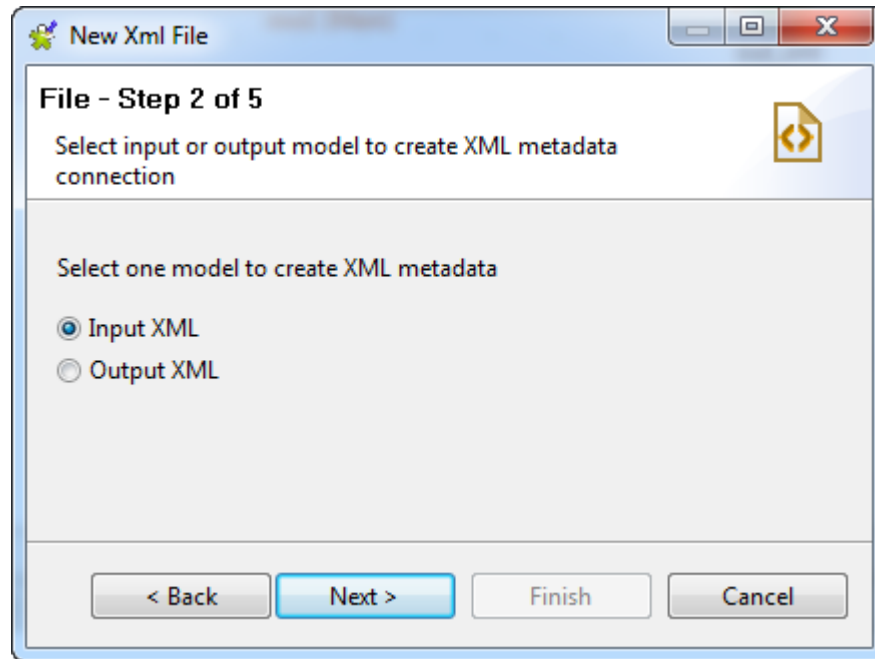 New Xml File
File - Step 2 of 5
Select input or output model to create XML metadata
connection
Select one model to create XML metadata
Input XML
Output XML
< Back
Next >
Finish
Cancel